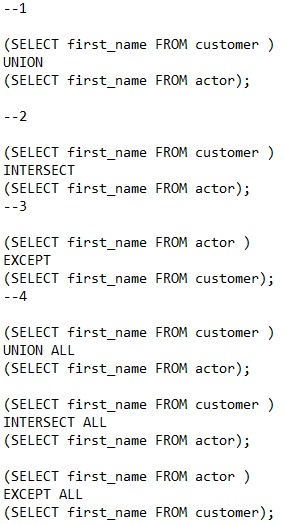 --1
(SELECT first_name FROM customer )
UNION
(SELECT first_name FROM actor);
--2
(SELECT first_name FROM customer )
INTERSECT
(SELECT first_name FROM actor);
--3
(SELECT first_name FROM actor )
EXCEPT
(SELECT first_name FROM customer);
--4
(SELECT first_name FROM customer )
UNION ALL
(SELECT first_name FROM actor);
(SELECT first_name FROM customer )
INTERSECT ALL
(SELECT first_name FROM actor);
(SELECT first_name FROM actor )
EXCEPT ALL
(SELECT first_name FROM customer);